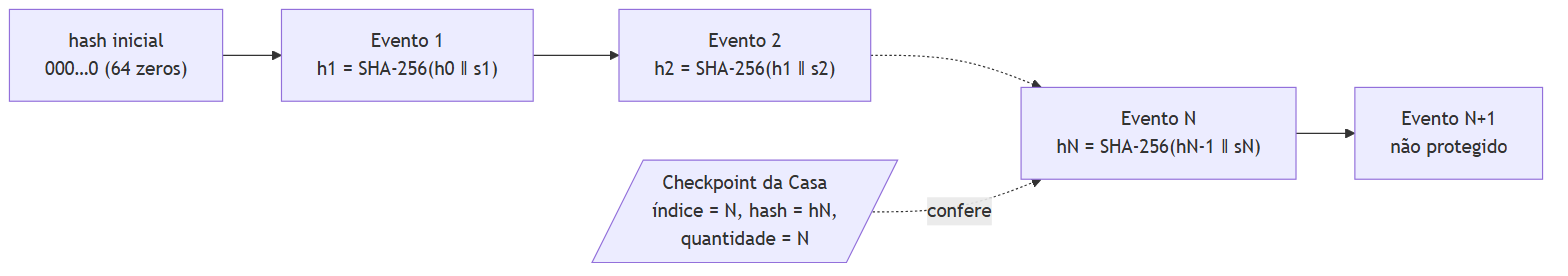 hash inicial
000...0 (64 zeros)
Evento 1
h1 = SHA-256(h0 ‖ s1)
Evento 2
h2 = SHA-256(h1 ‖ s2)
Evento N
hN = SHA-256(hN-1 ‖ sN)
Evento N+1
não protegido
Checkpoint da Casa
índice = N, hash = hN,
quantidade = N
confere